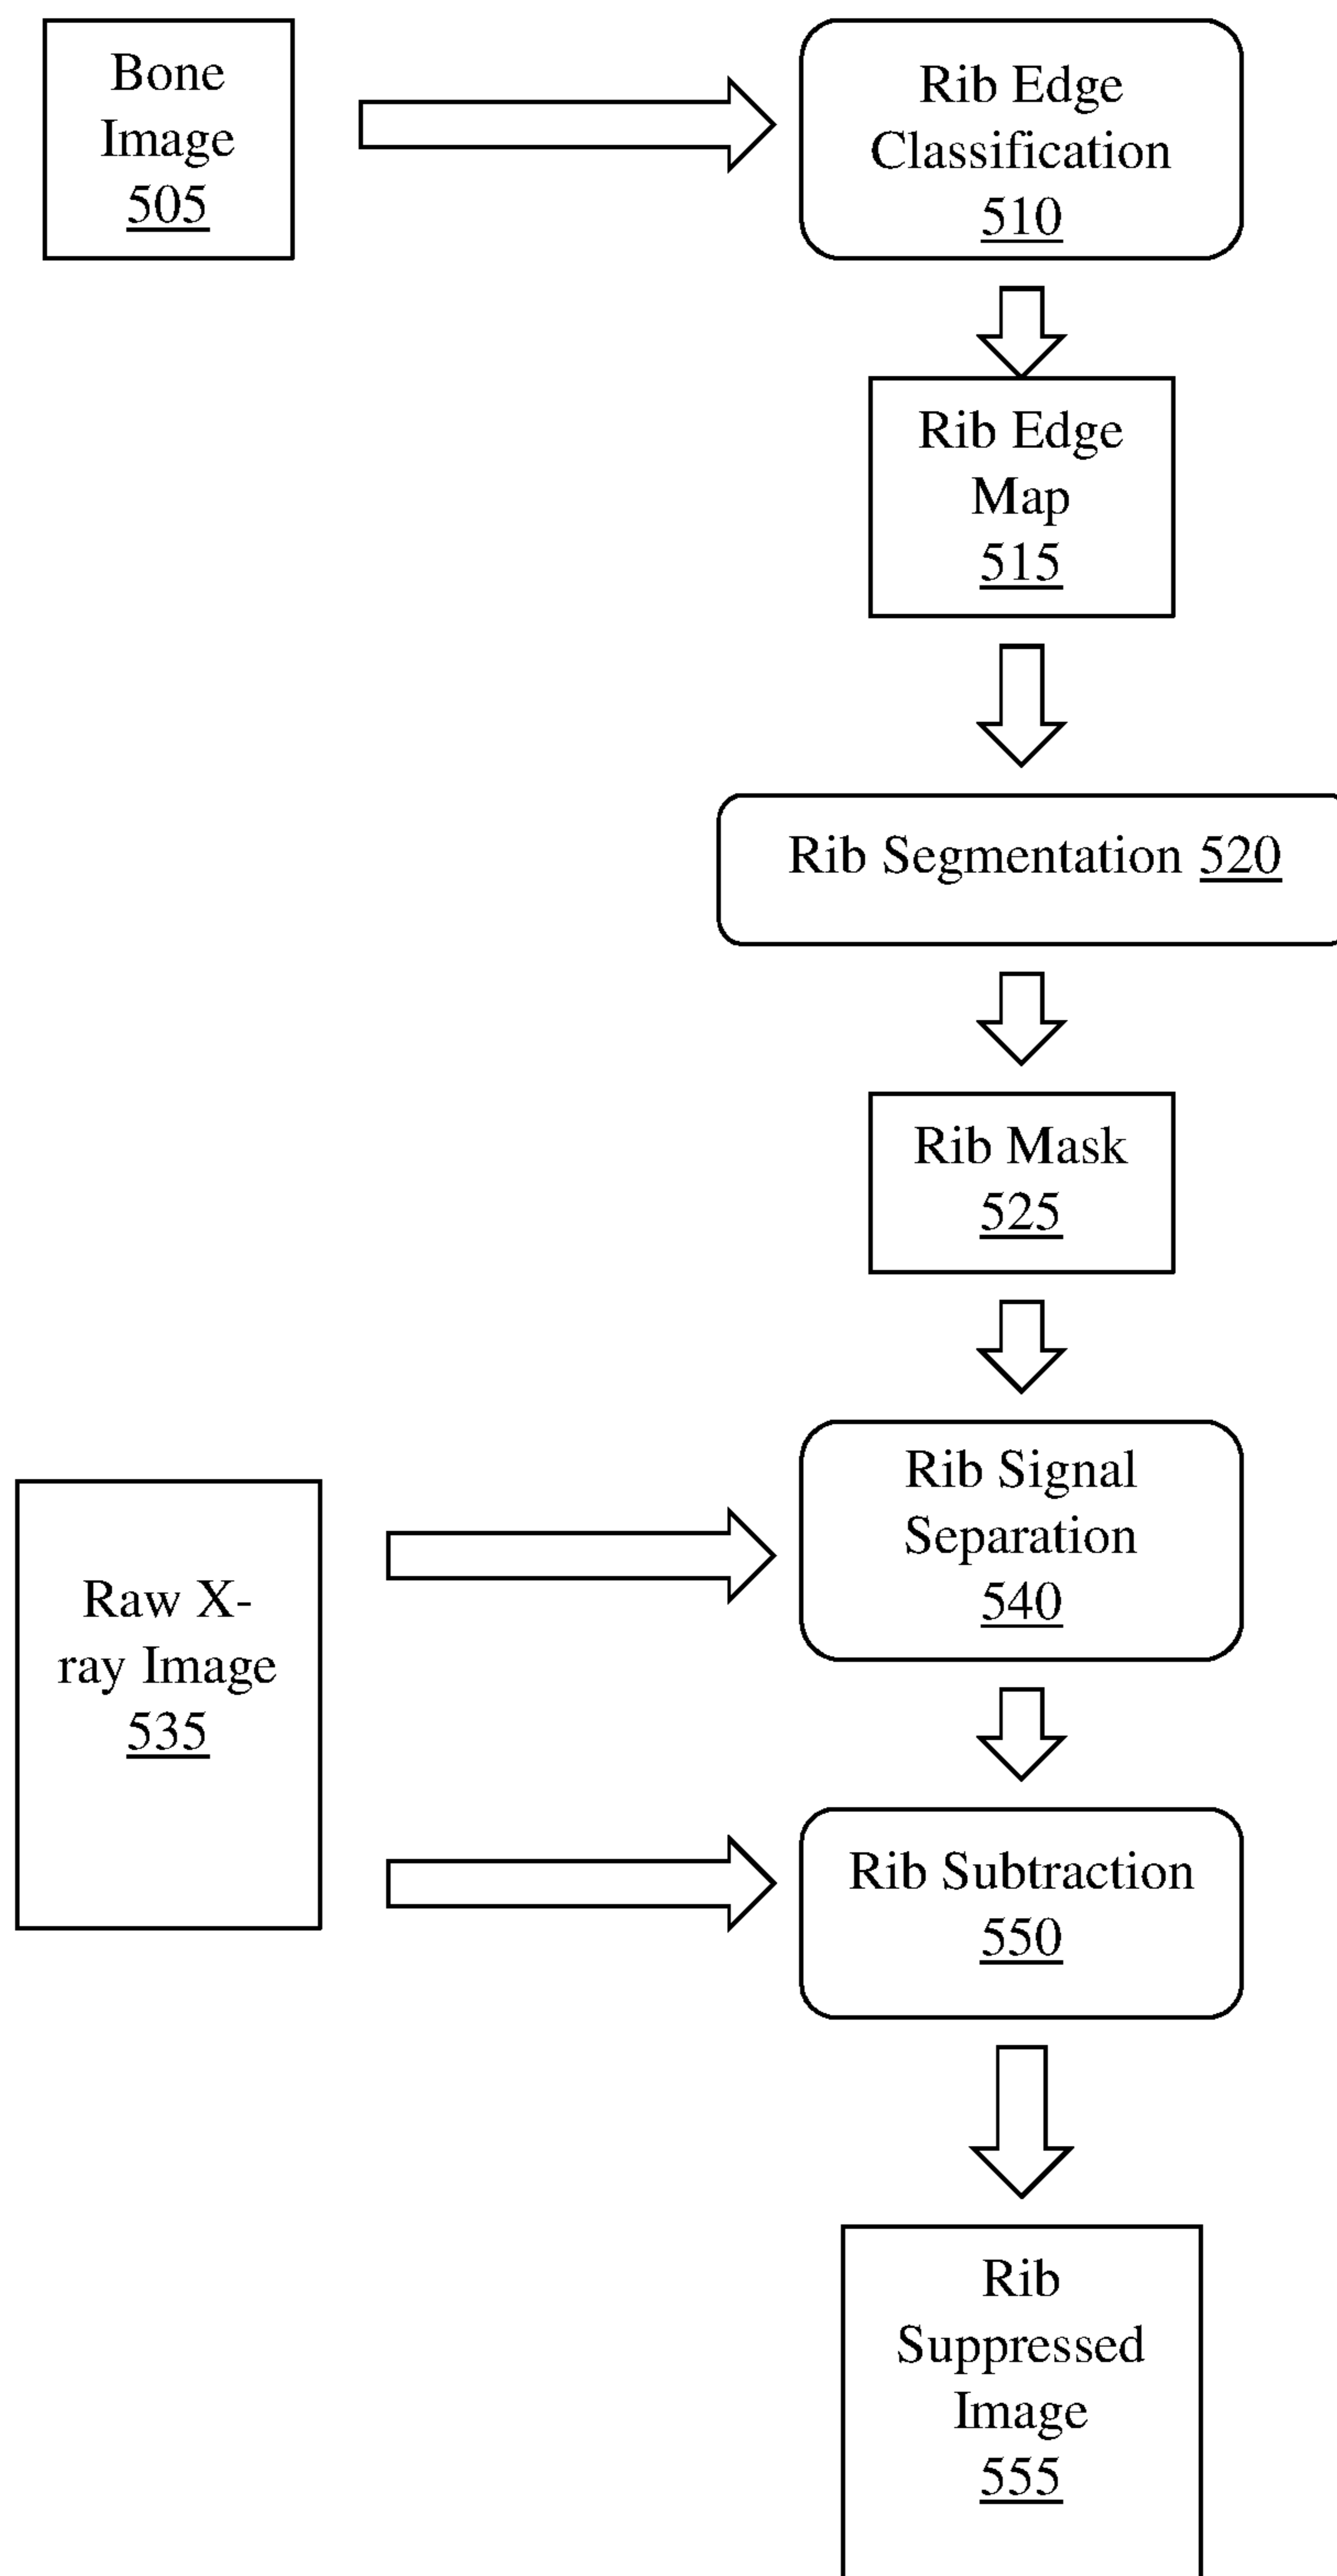 Bone
Image
505
Rib Edge
Classification
510
Rib Edge
Map
515
Rib Segmentation 520
Rib Mask
525
Rib Signal
Separation
540
Raw X-
ray Image
535
Rib Subtraction
550
Rib
Suppressed
Image
555